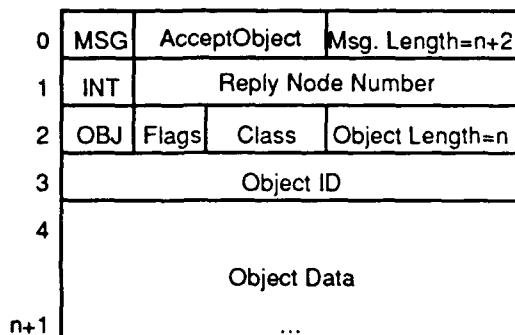 0 MSG AcceptObject Msg. Length=n+2
1 INT Reply Node Number
2 OBJ Flags Class Object Length=n
3 Object ID
4
Object Data
n+1 ...